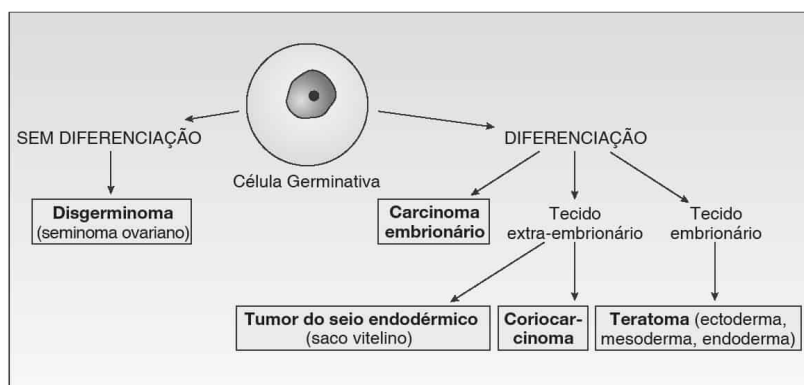 SEM DIFERENCIAÇÃO
Célula Germinativa
DIFERENCIAÇÃO
Disgerminoma
(seminoma ovariano)
Carcinoma
embrionário
Tecido
extra-embrionário
Tecido
embrionário
Tumor do seio endodérmico
(saco vitelino)
Coriocar-
cinoma
Teratoma (ectoderma,
mesoderma, endoderma)